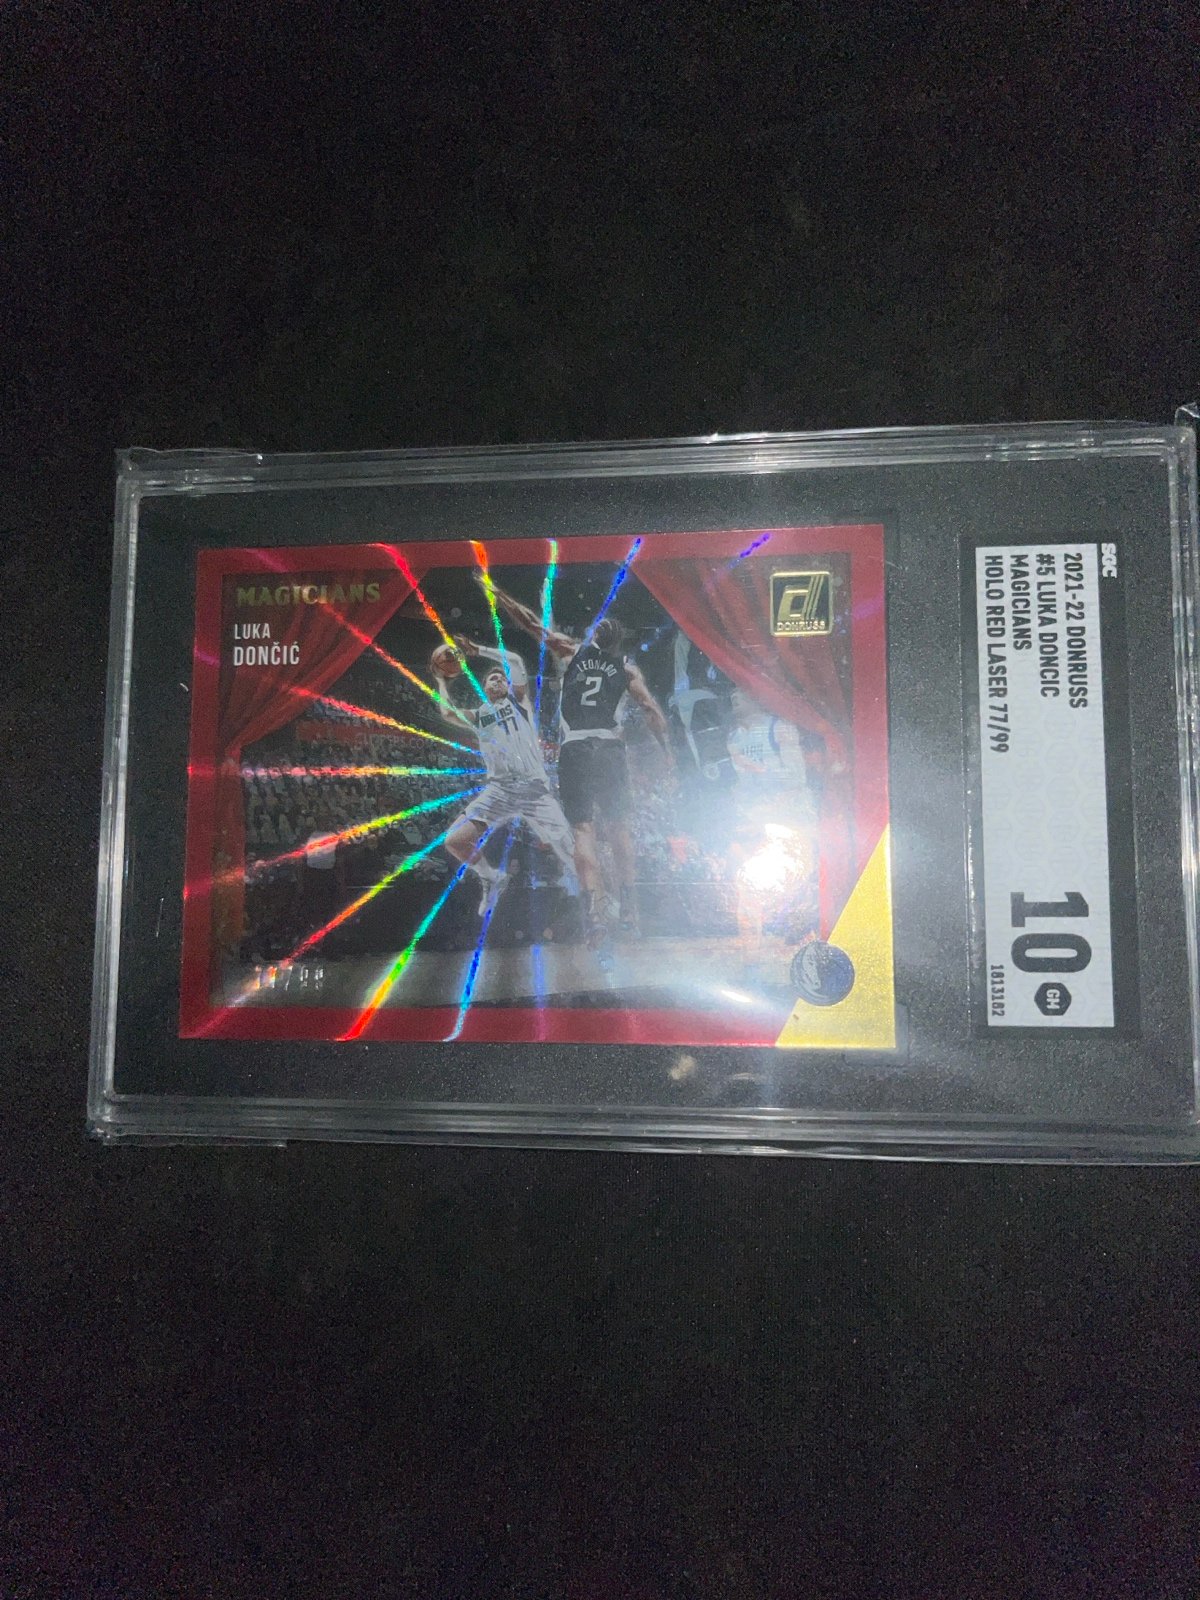 MAGICIANS
LUKA
DONČIĆ
DONRUSS
LEONARD
2
77
SGC
2021-22 DONRUSS
#5 LUKA DONCIC
MAGICIANS
HOLO RED LASER 77/99
10
GM
1813182